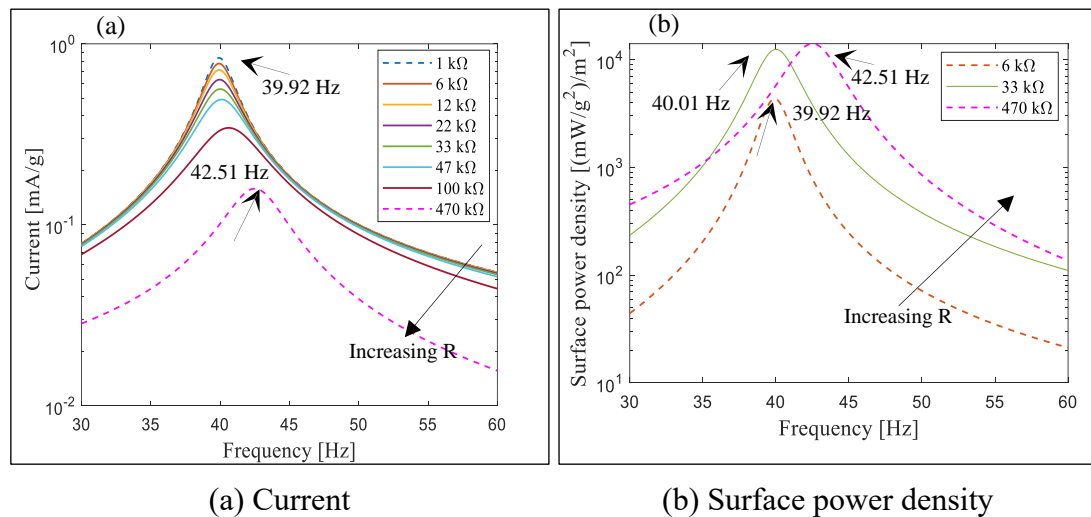 (a)
10^0
10^-1
10^-2
Current [mA/g]
39.92 Hz
42.51 Hz
1 kΩ
6 kΩ
12 kΩ
22 kΩ
33 kΩ
47 kΩ
100 kΩ
470 kΩ
Increasing R
30 35 40 45 50 55 60
Frequency [Hz]
(b)
10^4
10^3
10^2
10^1
Surface power density [(mW/g^2)/m^2]
40.01 Hz
39.92 Hz
42.51 Hz
6 kΩ
33 kΩ
470 kΩ
Increasing R
30 35 40 45 50 55 60
Frequency [Hz]
(a) Current
(b) Surface power density